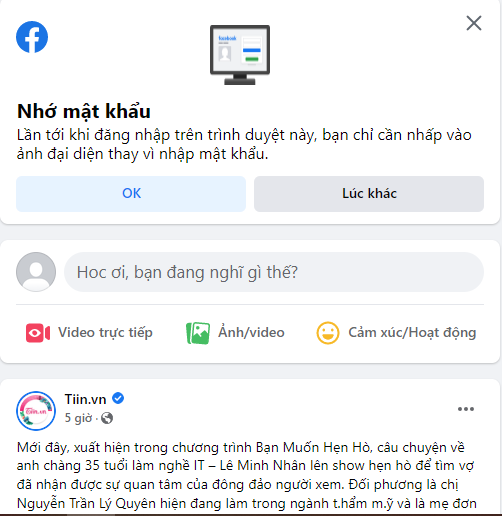 Nhớ mật khẩu
Lần tới khi đăng nhập trên trình duyệt này, bạn chỉ cần nhấp vào
ảnh đại diện thay vì nhập mật khẩu.
OK
Lúc khác
Hoc ơi, bạn đang nghĩ gì thế?
Video trực tiếp
Ảnh/video
Cảm xúc/Hoạt động
Tiin.vn
5 giờ ·
Mới đây, xuất hiện trong chương trình Bạn Muốn Hẹn Hò, câu chuyện về
anh chàng 35 tuổi làm nghề IT – Lê Minh Nhân lên show hẹn hò để tìm vợ
đã nhận được sự quan tâm của đông đảo người xem. Đối phương là chị
Nguyễn Trần Lý Quyên hiện đang làm trong ngành t.hẩm m.ỹ và là mẹ đơn